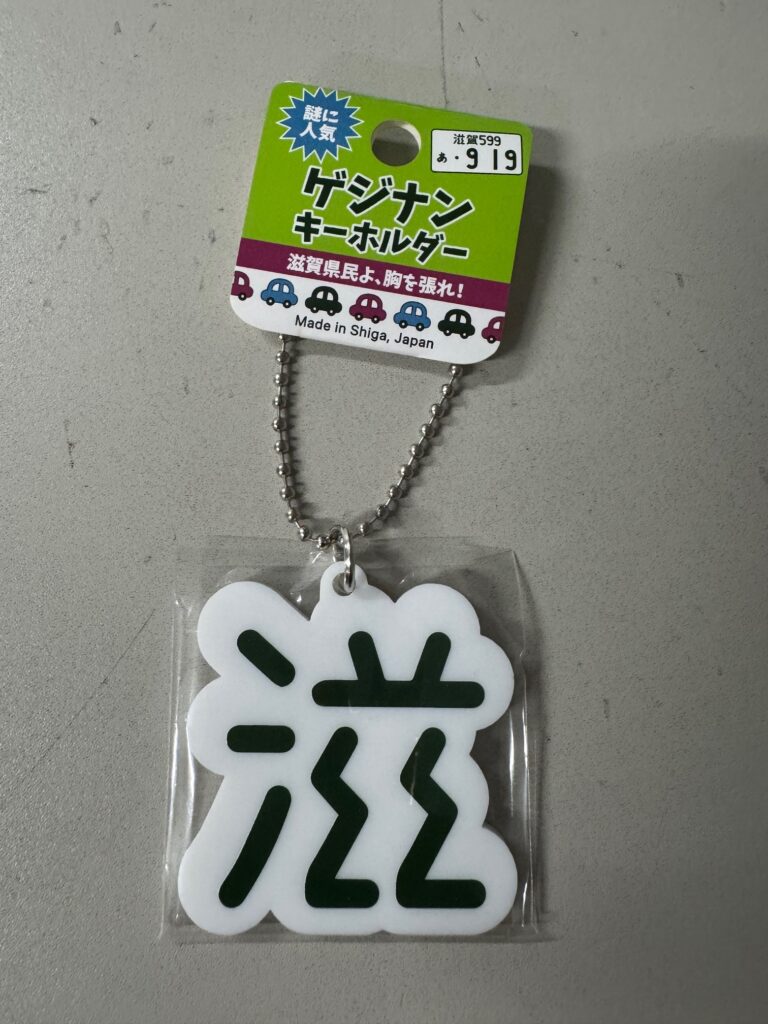 謎に
人気
滋賀599
あ・919
ゲジナン
キーホルダー
滋賀県民よ、胸を張れ!
Made in Shiga, Japan
滋